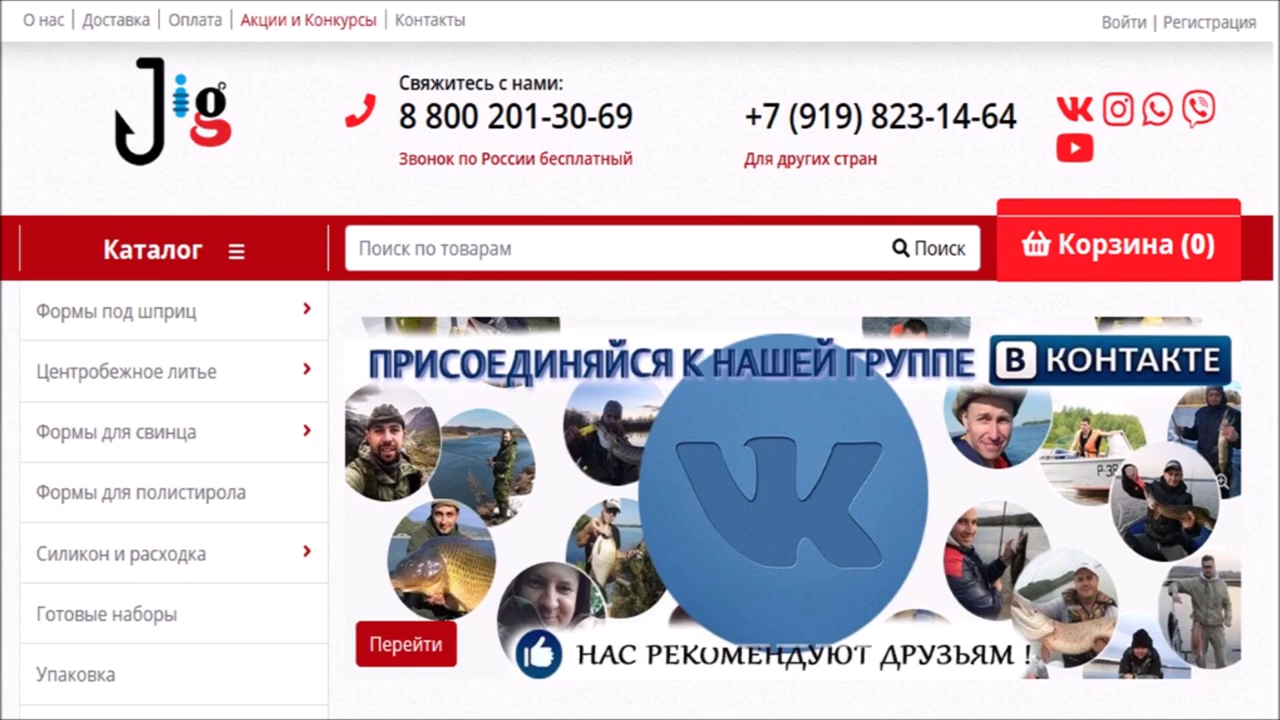 О нас | Доставка | Оплата | Акции и Конкурсы | Контакты
Войти | Регистрация
Jig
Свяжитесь с нами:
8 800 201-30-69
Звонок по России бесплатный
+7 (919) 823-14-64
Для других стран
Каталог
Поиск по товарам
Поиск
Корзина (0)
Формы под шприц
Центробежное литье
Формы для свинца
Формы для полистирола
Силикон и расходка
Готовые наборы
Упаковка
ПРИСОЕДИНЯЙСЯ К НАШЕЙ ГРУППЕ
В КОНТАКТЕ
Перейти
НАС РЕКОМЕНДУЮТ ДРУЗЬЯМ !